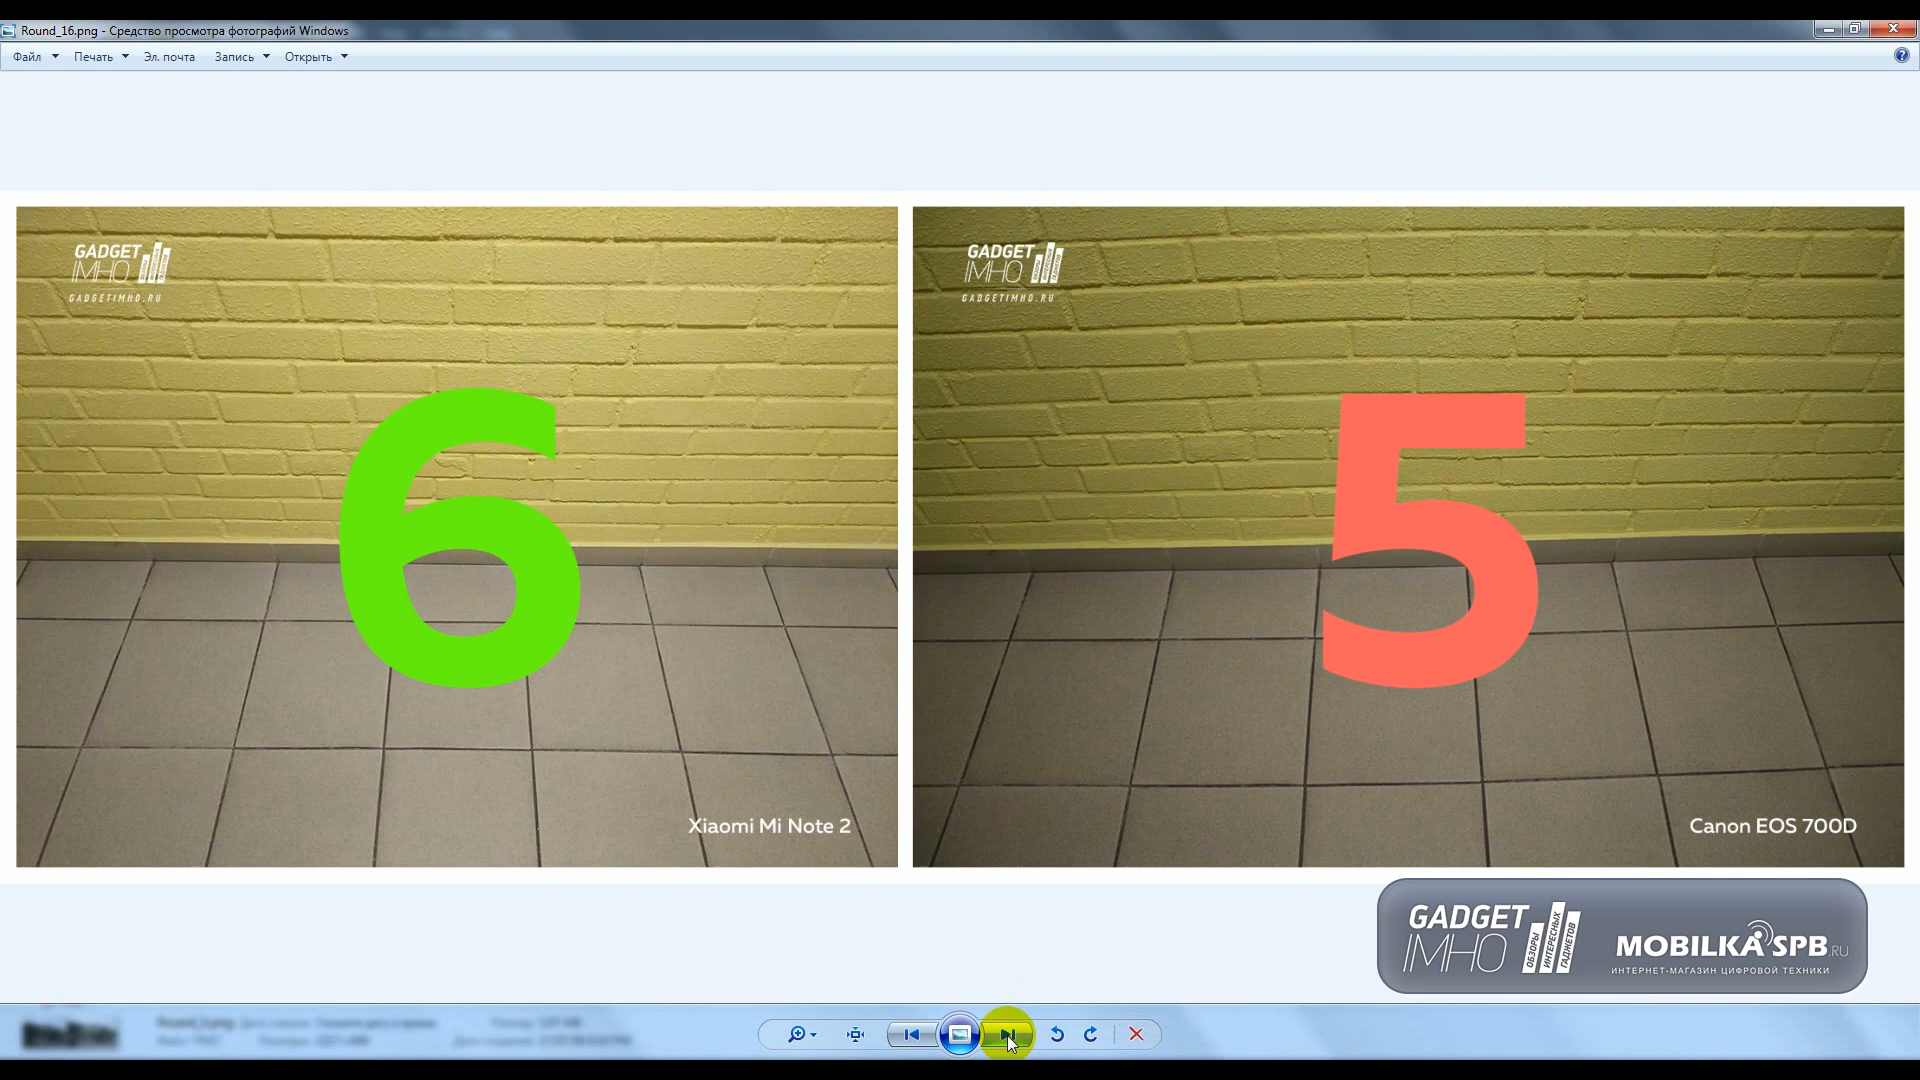 Round_16.png - Средство просмотра фотографий Windows
Файл Печать Эл. почта Запись Открыть
GADGET
IMHO
GADGETIMHO.RU
6
Xiaomi Mi Note 2
GADGET
IMHO
GADGETIMHO.RU
5
Canon EOS 700D
GADGET
IMHO
ОБЗОРЫ
ИНТЕРЕСНЫХ
ГАДЖЕТОВ
MOBILKA SPB.RU
ИНТЕРНЕТ-МАГАЗИН ЦИФРОВОЙ ТЕХНИКИ